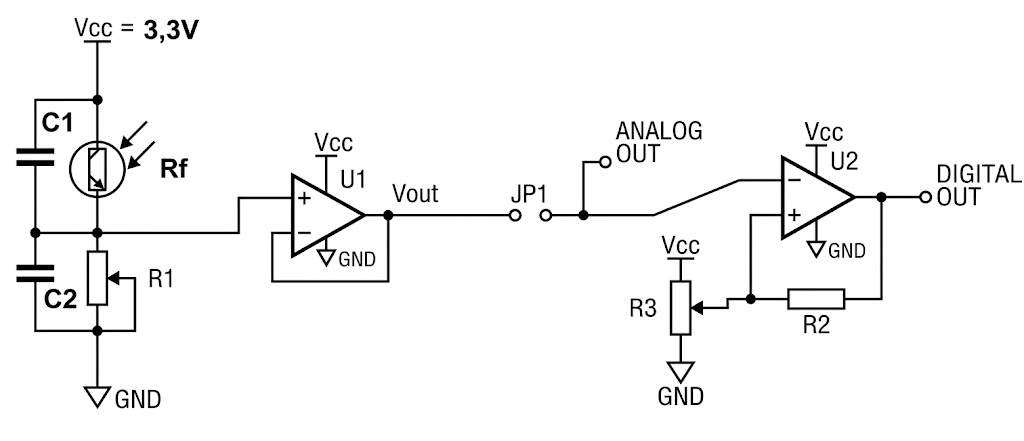 Vcc = 3,3V
C1
Rf
C2
R1
GND
Vcc
U1
+
−
GND
Vout
JP1
ANALOG
OUT
Vcc
U2
−
+
GND
DIGITAL
OUT
Vcc
R3
R2
GND